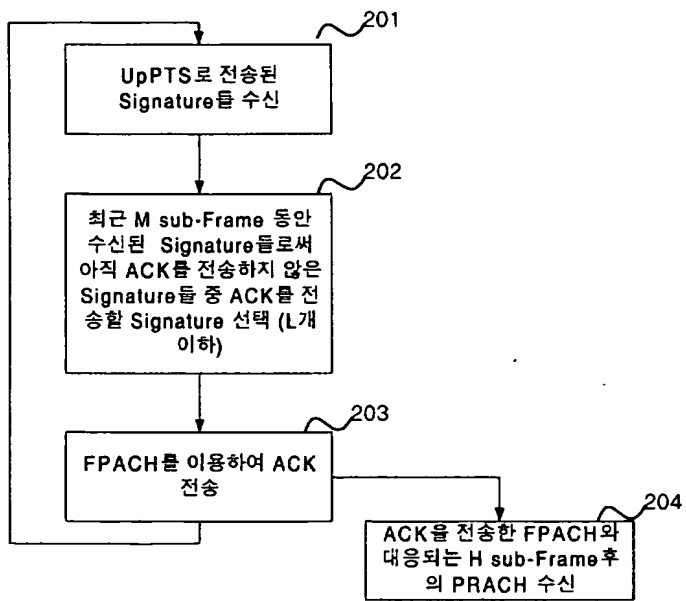 201
UpPTS로 전송된
Signature들 수신
202
최근 M sub-Frame 동안
수신된 Signature들로써
아직 ACK를 전송하지 않은
Signature들 중 ACK를 전
송할 Signature 선택 (L개
이하)
203
FPACH를 이용하여 ACK
전송
204
ACK을 전송한 FPACH와
대응되는 H sub-Frame후
의 PRACH 수신